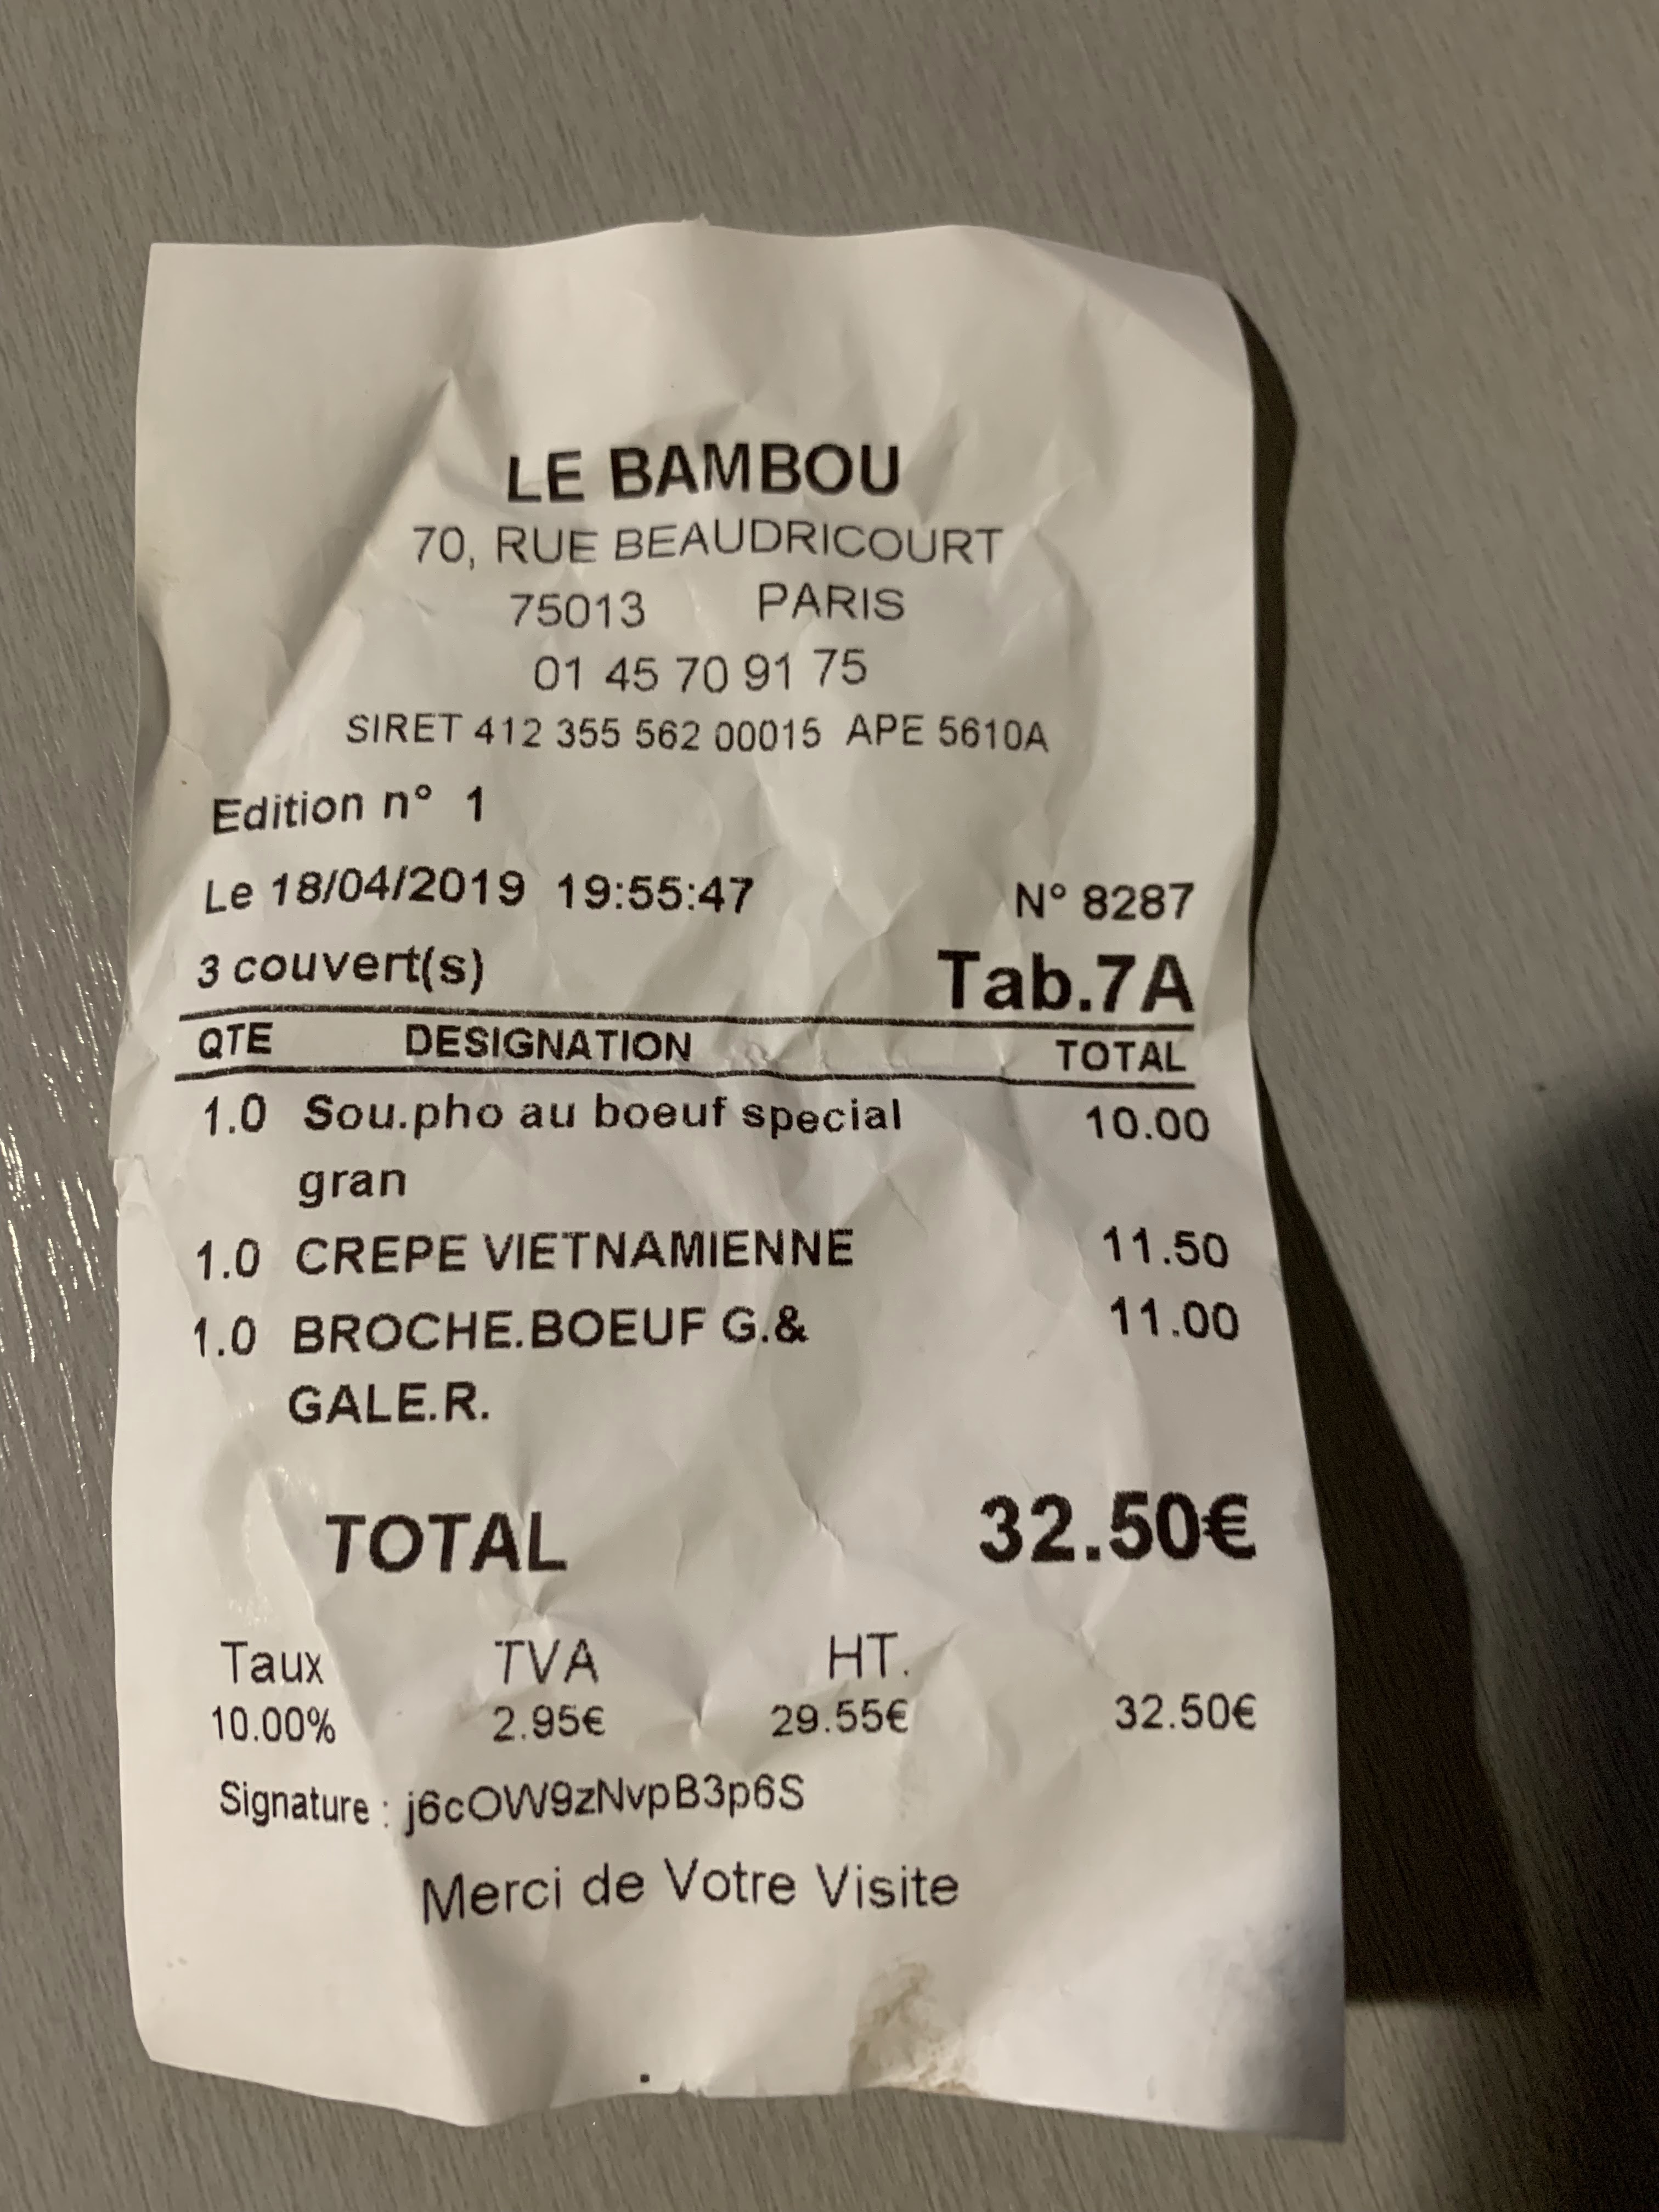 LE BAMBOU
70, RUE BEAUDRICOURT
75013 PARIS
01 45 70 91 75
SIRET 412 355 562 00015 APE 5610A
Edition n° 1
Le 18/04/2019 19:55:47 N° 8287
3 couvert(s) Tab.7A
QTE DESIGNATION TOTAL
1.0 Sou.pho au boeuf special 10.00
gran
1.0 CREPE VIETNAMIENNE 11.50
1.0 BROCHE.BOEUF G.& 11.00
GALE.R.
TOTAL 32.50€
Taux TVA HT.
10.00% 2.95€ 29.55€ 32.50€
Signature : j6cOW9zNvpB3p6S
Merci de Votre Visite